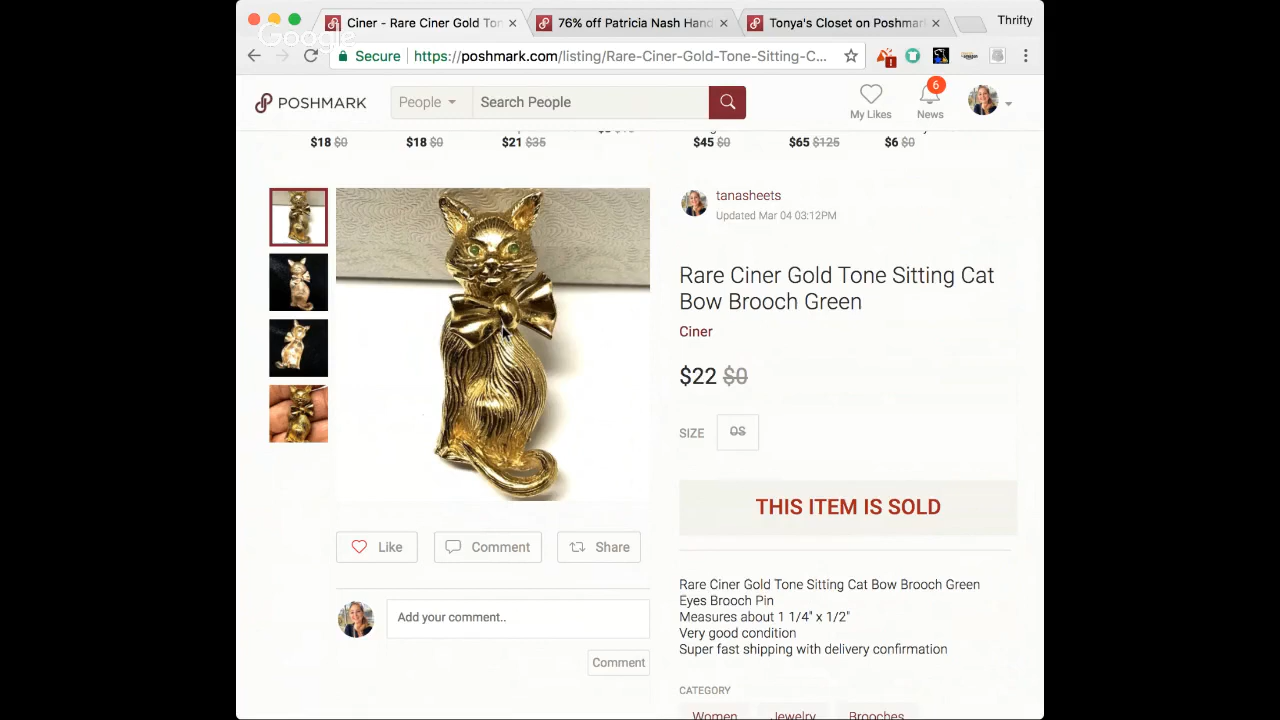 Ciner - Rare Ciner Gold Ton
76% off Patricia Nash Hand
Tonya's Closet on Poshmar
Thrifty
Google
Secure
https://poshmark.com/listing/Rare-Ciner-Gold-Tone-Sitting-C...
POSHMARK
People
Search People
My Likes
6
News
$18 $0
$18 $0
$21 $35
$45 $0
$65 $125
$6 $0
tanasheets
Updated Mar 04 03:12PM
Rare Ciner Gold Tone Sitting Cat
Bow Brooch Green
Ciner
$22 $0
SIZE
OS
THIS ITEM IS SOLD
Like
Comment
Share
Rare Ciner Gold Tone Sitting Cat Bow Brooch Green
Eyes Brooch Pin
Measures about 1 1/4" x 1/2"
Very good condition
Super fast shipping with delivery confirmation
Add your comment..
Comment
CATEGORY
Women
Jewelry
Brooches